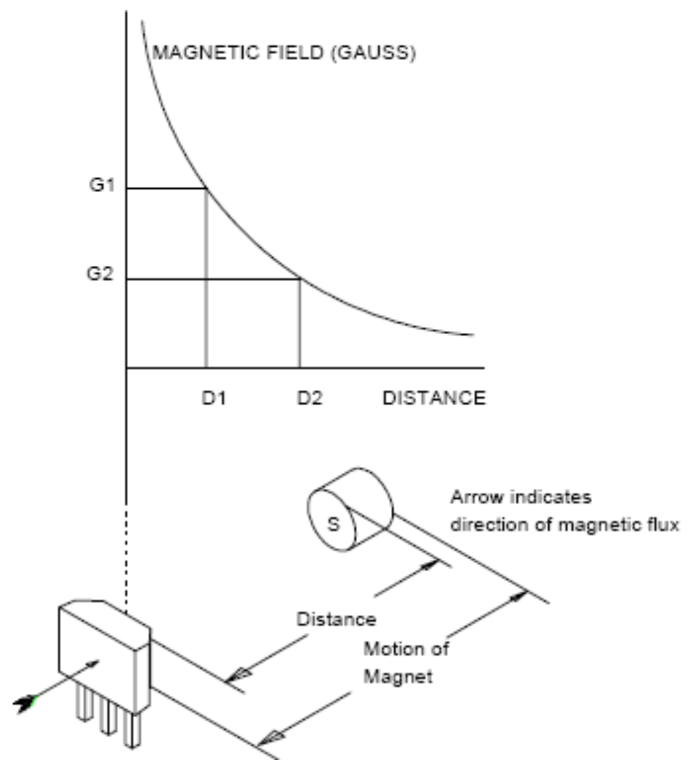 MAGNETIC FIELD (GAUSS)
G1
G2
D1 D2 DISTANCE
S
Arrow indicates
direction of magnetic flux
Distance
Motion of
Magnet